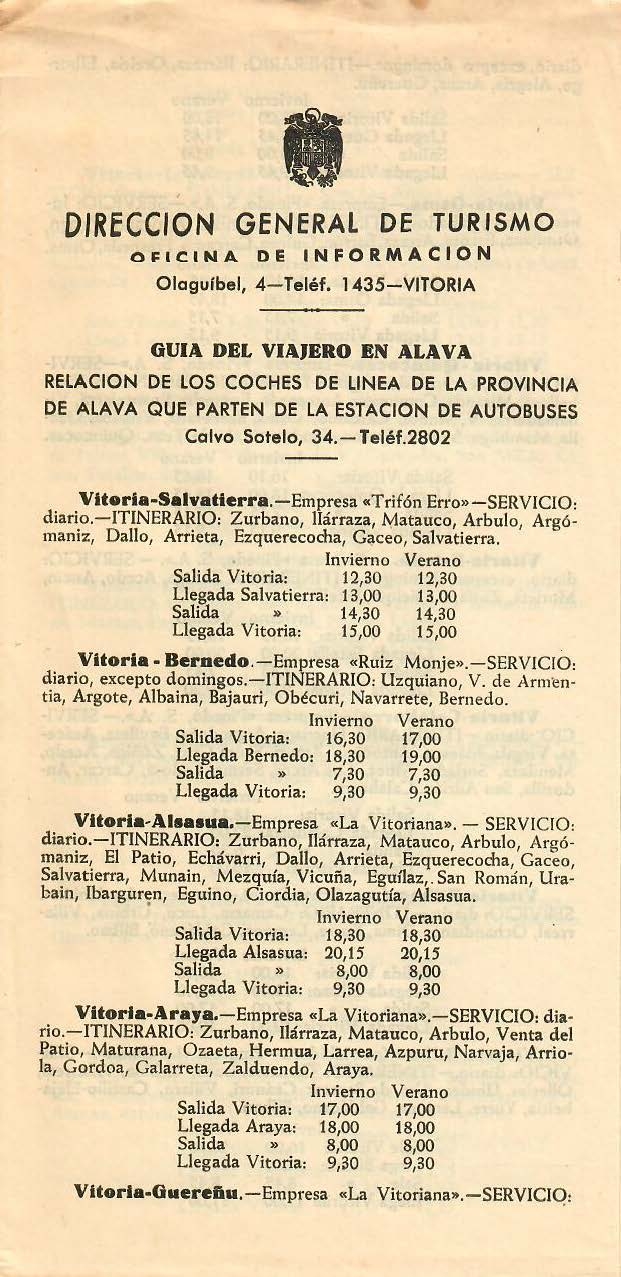 DIRECCION GENERAL DE TURISMO
OFICINA DE INFORMACION
Olaguíbel, 4—Teléf. 1435—VITORIA
GUIA DEL VIAJERO EN ALAVA
RELACION DE LOS COCHES DE LINEA DE LA PROVINCIA
DE ALAVA QUE PARTEN DE LA ESTACION DE AUTOBUSES
Calvo Sotelo, 34.—Teléf.2802
Vitoria-Salvatierra.—Empresa «Trifón Erro»—SERVICIO:
diario.—ITINERARIO: Zurbano, Ilárraza, Matauco, Arbulo, Argó-
maniz, Dallo, Arrieta, Ezquerecocha, Gaceo, Salvatierra.
Invierno Verano
Salida Vitoria: 12,30 12,30
Llegada Salvatierra: 13,00 13,00
Salida » 14,30 14,30
Llegada Vitoria: 15,00 15,00
Vitoria - Bernedo.—Empresa «Ruiz Monje».—SERVICIO:
diario, excepto domingos.—ITINERARIO: Uzquiano, V. de Armen-
tia, Argote, Albaina, Bajauri, Obécuri, Navarrete, Bernedo.
Invierno Verano
Salida Vitoria: 16,30 17,00
Llegada Bernedo: 18,30 19,00
Salida » 7,30 7,30
Llegada Vitoria: 9,30 9,30
Vitoria-Alsasua.—Empresa «La Vitoriana». — SERVICIO:
diario.—ITINERARIO: Zurbano, Ilárraza, Matauco, Arbulo, Argó-
maniz, El Patio, Echávarri, Dallo, Arrieta, Ezquerecocha, Gaceo,
Salvatierra, Munain, Mezquía, Vicuña, Eguílaz,. San Román, Ura-
bain, Ibarguren, Eguino, Ciordia, Olazagutía, Alsasua.
Invierno Verano
Salida Vitoria: 18,30 18,30
Llegada Alsasua: 20,15 20,15
Salida » 8,00 8,00
Llegada Vitoria: 9,30 9,30
Vitoria-Araya.—Empresa «La Vitoriana».—SERVICIO: dia-
rio.—ITINERARIO: Zurbano, Ilárraza, Matauco, Arbulo, Venta del
Patio, Maturana, Ozaeta, Hermua, Larrea, Azpuru, Narvaja, Arrio-
la, Gordoa, Galarreta, Zalduendo, Araya.
Invierno Verano
Salida Vitoria: 17,00 17,00
Llegada Araya: 18,00 18,00
Salida » 8,00 8,00
Llegada Vitoria: 9,30 9,30
Vitoria-Guereñu.—Empresa «La Vitoriana».—SERVICIO: